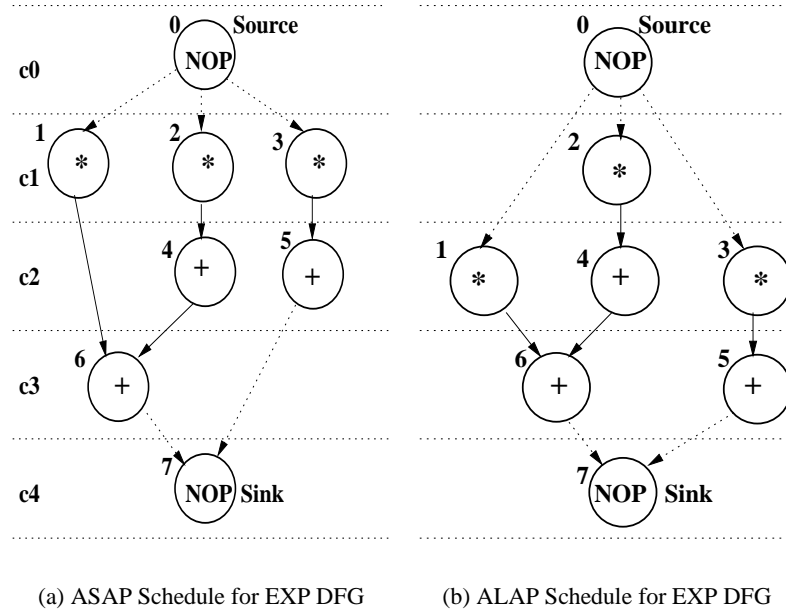 0 Source
NOP
c0
1 2 3
* * *
c1
4 5
+ +
c2
6
+
c3
7
NOP Sink
c4
(a) ASAP Schedule for EXP DFG
0 Source
NOP
2
*
1 4 3
* + *
6 5
+ +
7
NOP Sink
(b) ALAP Schedule for EXP DFG